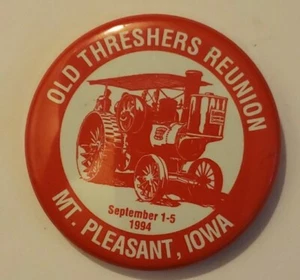 OLD THRESHERS REUNION
September 1-5
1994
MT. PLEASANT, IOWA